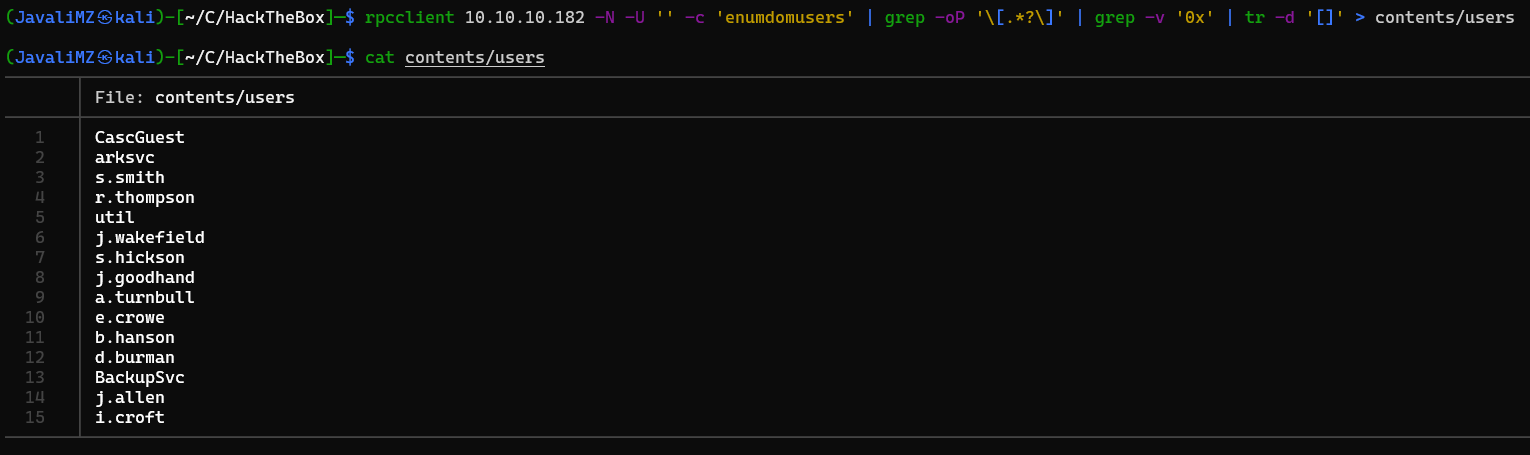 (JavaliMZ㉿kali)-[~/C/HackTheBox]─$ rpcclient 10.10.10.182 -N -U '' -c 'enumdomusers' | grep -oP '\[.*?\]' | grep -v '0x' | tr -d '[]' > contents/users
(JavaliMZ㉿kali)-[~/C/HackTheBox]─$ cat contents/users
File: contents/users
1 CascGuest
2 arksvc
3 s.smith
4 r.thompson
5 util
6 j.wakefield
7 s.hickson
8 j.goodhand
9 a.turnbull
10 e.crowe
11 b.hanson
12 d.burman
13 BackupSvc
14 j.allen
15 i.croft